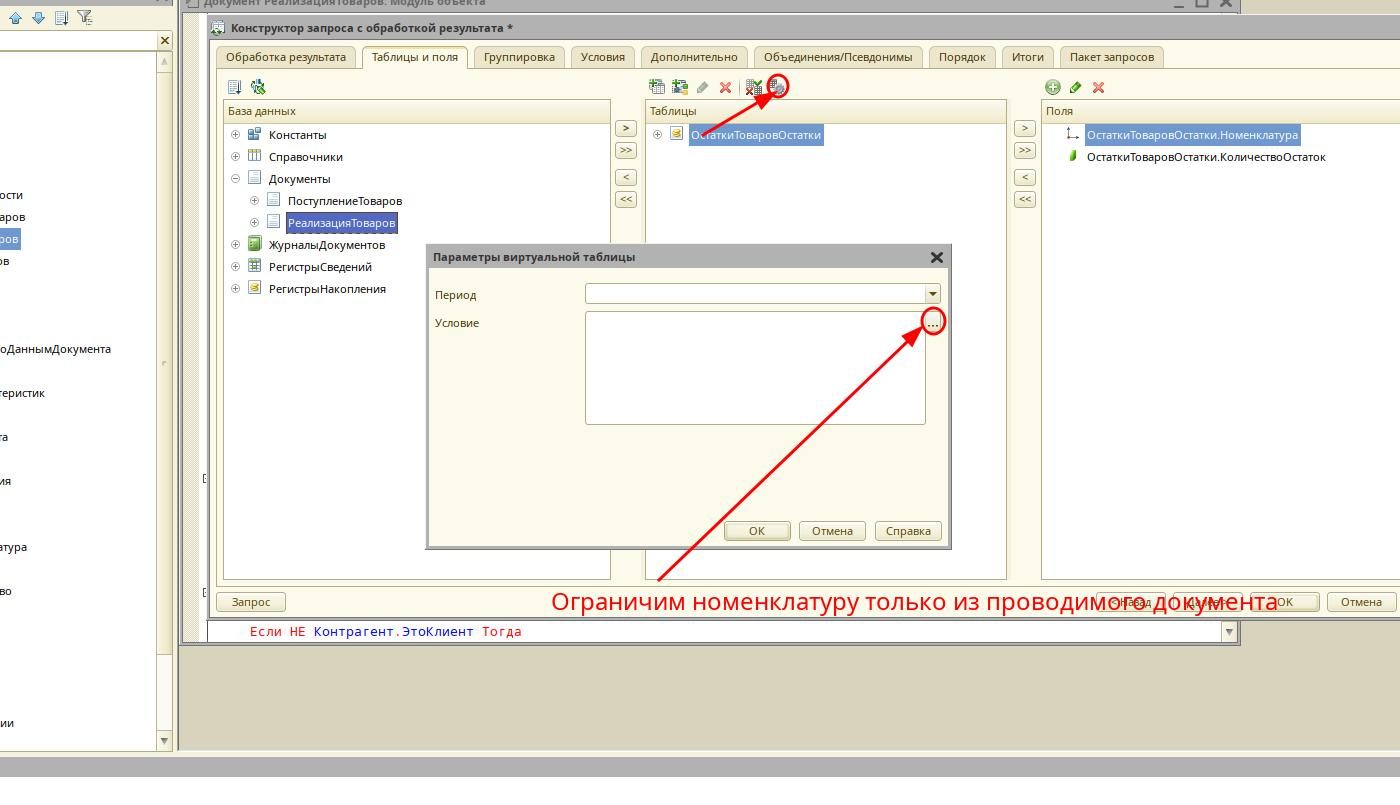 Документ РеализацияТоваров: Модуль объекта
Конструктор запроса с обработкой результата *
Обработка результата
Таблицы и поля
Группировка
Условия
Дополнительно
Объединения/Псевдонимы
Порядок
Итоги
Пакет запросов
База данных
Константы
Справочники
Документы
ПоступлениеТоваров
РеализацияТоваров
ЖурналыДокументов
РегистрыСведений
РегистрыНакопления
>
>>
<
<<
Таблицы
ОстаткиТоваровОстатки
>
>>
<
<<
Поля
ОстаткиТоваровОстатки.Номенклатура
ОстаткиТоваровОстатки.КоличествоОстаток
Параметры виртуальной таблицы
Период
Условие
...
ОК
Отмена
Справка
ости
аров
ров
ов
оДаннымДокумента
теристик
та
ия
атура
во
ии
Запрос
Ограничим номенклатуру только из проводимого документа
< Назад
Далее >
ОК
Отмена
Если НЕ Контрагент.ЭтоКлиент Тогда